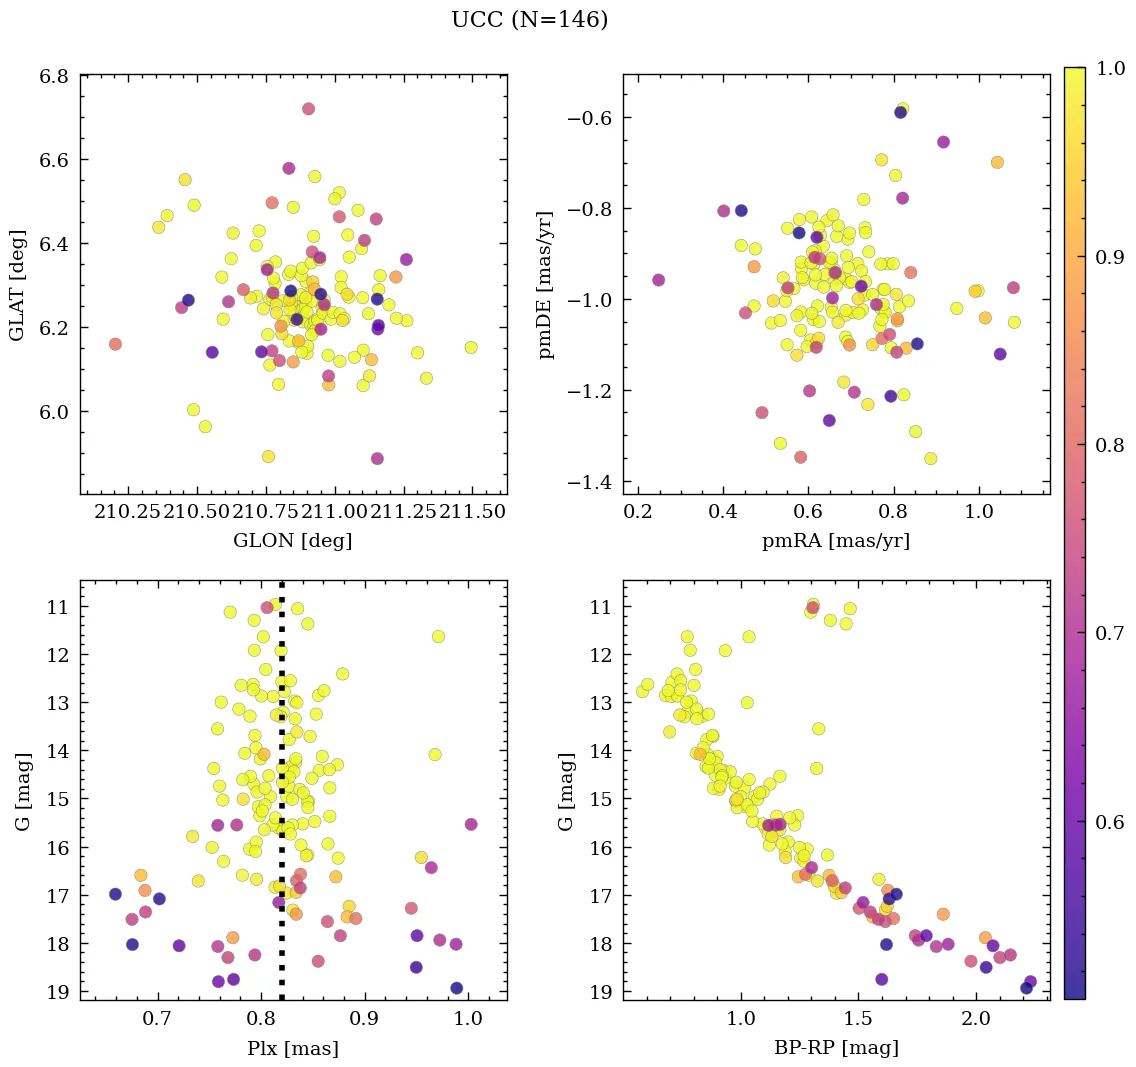 UCC (N=146)
6.8
6.6
6.4
6.2
6.0
GLAT [deg]
210.25 210.50 210.75 211.00 211.25 211.50
GLON [deg]
−0.6
−0.8
−1.0
−1.2
−1.4
pmDE [mas/yr]
0.2 0.4 0.6 0.8 1.0
pmRA [mas/yr]
11
12
13
14
15
16
17
18
19
G [mag]
0.7 0.8 0.9 1.0
Plx [mas]
11
12
13
14
15
16
17
18
19
G [mag]
1.0 1.5 2.0
BP-RP [mag]
1.0
0.9
0.8
0.7
0.6